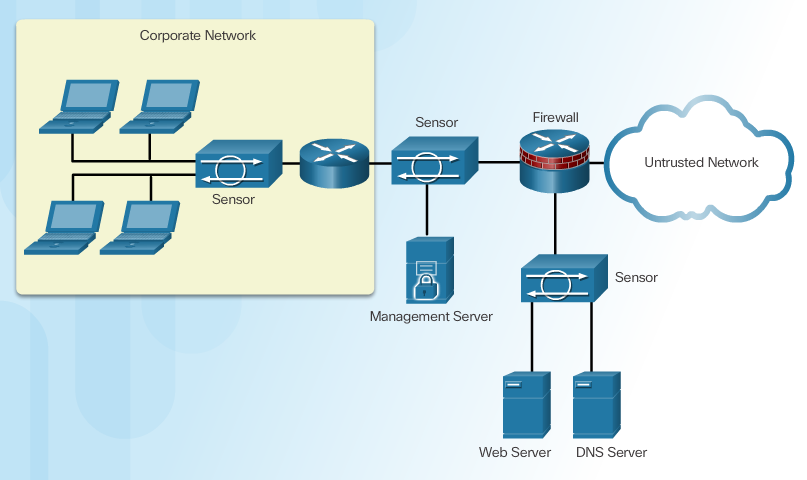 Corporate Network
Sensor
Sensor
Firewall
Untrusted Network
Management Server
Sensor
Web Server
DNS Server